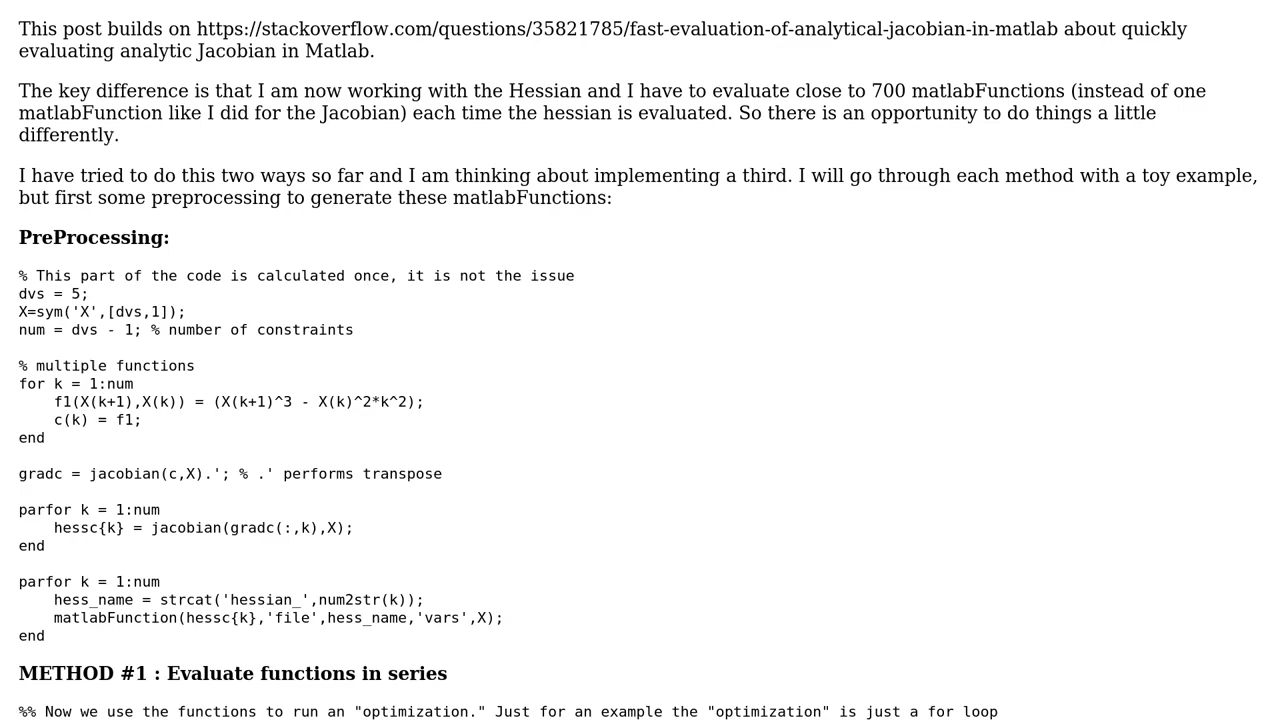 This post builds on https://stackoverflow.com/questions/35821785/fast-evaluation-of-analytical-jacobian-in-matlab about quickly
evaluating analytic Jacobian in Matlab.
The key difference is that I am now working with the Hessian and I have to evaluate close to 700 matlabFunctions (instead of one
matlabFunction like I did for the Jacobian) each time the hessian is evaluated. So there is an opportunity to do things a little
differently.
I have tried to do this two ways so far and I am thinking about implementing a third. I will go through each method with a toy example,
but first some preprocessing to generate these matlabFunctions:
PreProcessing:
% This part of the code is calculated once, it is not the issue
dvs = 5;
X=sym('X',[dvs,1]);
num = dvs - 1; % number of constraints
% multiple functions
for k = 1:num
    f1(X(k+1),X(k)) = (X(k+1)^3 - X(k)^2*k^2);
    c(k) = f1;
end
gradc = jacobian(c,X).'; % .' performs transpose
parfor k = 1:num
    hessc{k} = jacobian(gradc(:,k),X);
end
parfor k = 1:num
    hess_name = strcat('hessian_',num2str(k));
    matlabFunction(hessc{k},'file',hess_name,'vars',X);
end
METHOD #1 : Evaluate functions in series
%% Now we use the functions to run an "optimization." Just for an example the "optimization" is just a for loop